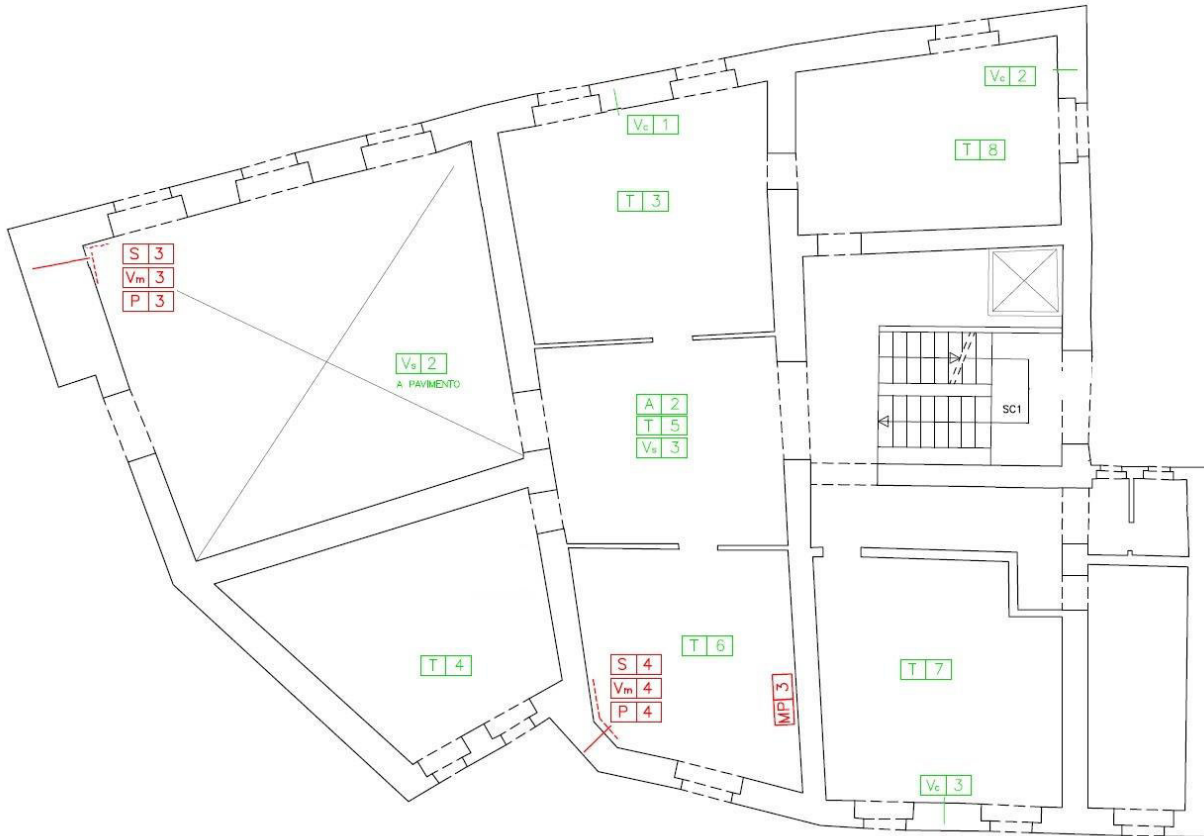 Vc 2
Vc 1
T 8
T 3
S 3
Vm 3
P 3
Vs 2
A PAVIMENTO
A 2
T 5
Vs 3
SC1
T 6
T 4
S 4
Vm 4
P 4
MP 3
T 7
Vc 3